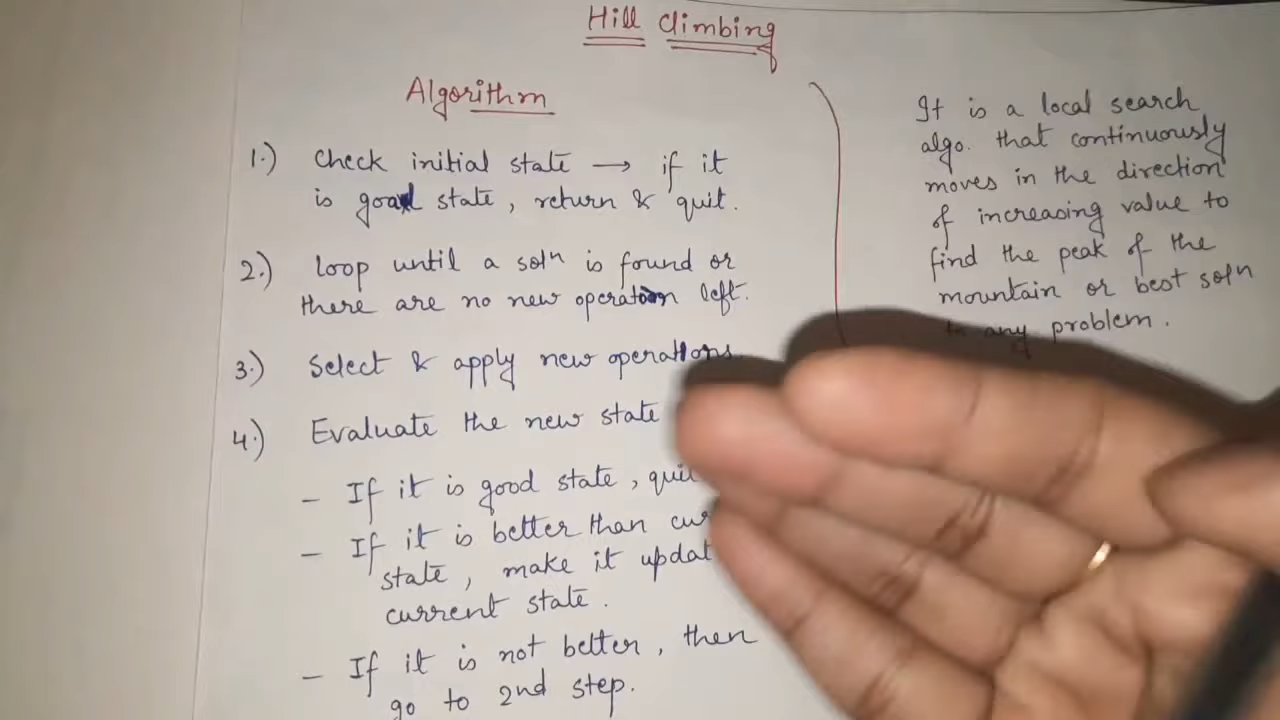 Hill Climbing
Algorithm
1.) Check initial state → if it
is goal state, return & quit.
2.) Loop until a solⁿ is found or
there are no new operation left.
3.) Select & apply new operations.
4.) Evaluate the new state
- If it is good state, quit
- If it is better than
state, make it
current state.
- If it is not better, then
go to 2nd step.
It is a local search
algo. that continuously
moves in the direction
of increasing value to
find the peak of the
mountain or best solⁿ
any problem.